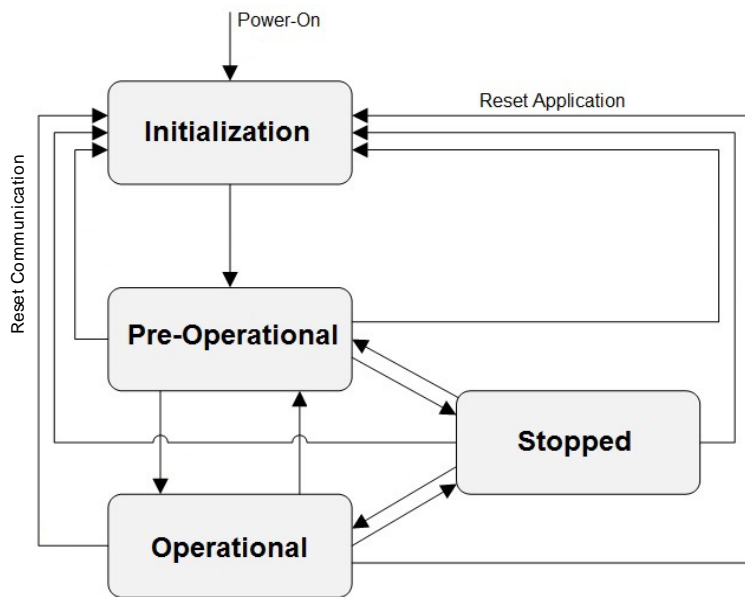 Power-On
Initialization
Reset Application
Reset Communication
Pre-Operational
Stopped
Operational